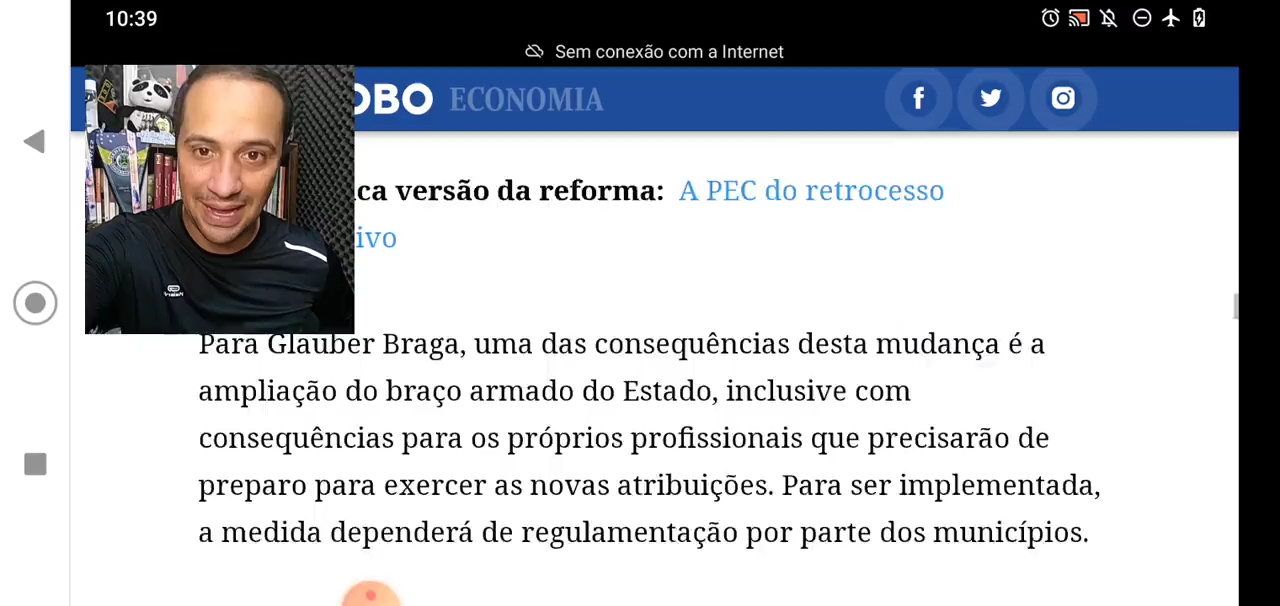 10:39
Sem conexão com a Internet
OBO ECONOMIA
ca versão da reforma: A PEC do retrocesso
ivo
Para Glauber Braga, uma das consequências desta mudança é a
ampliação do braço armado do Estado, inclusive com
consequências para os próprios profissionais que precisarão de
preparo para exercer as novas atribuições. Para ser implementada,
a medida dependerá de regulamentação por parte dos municípios.